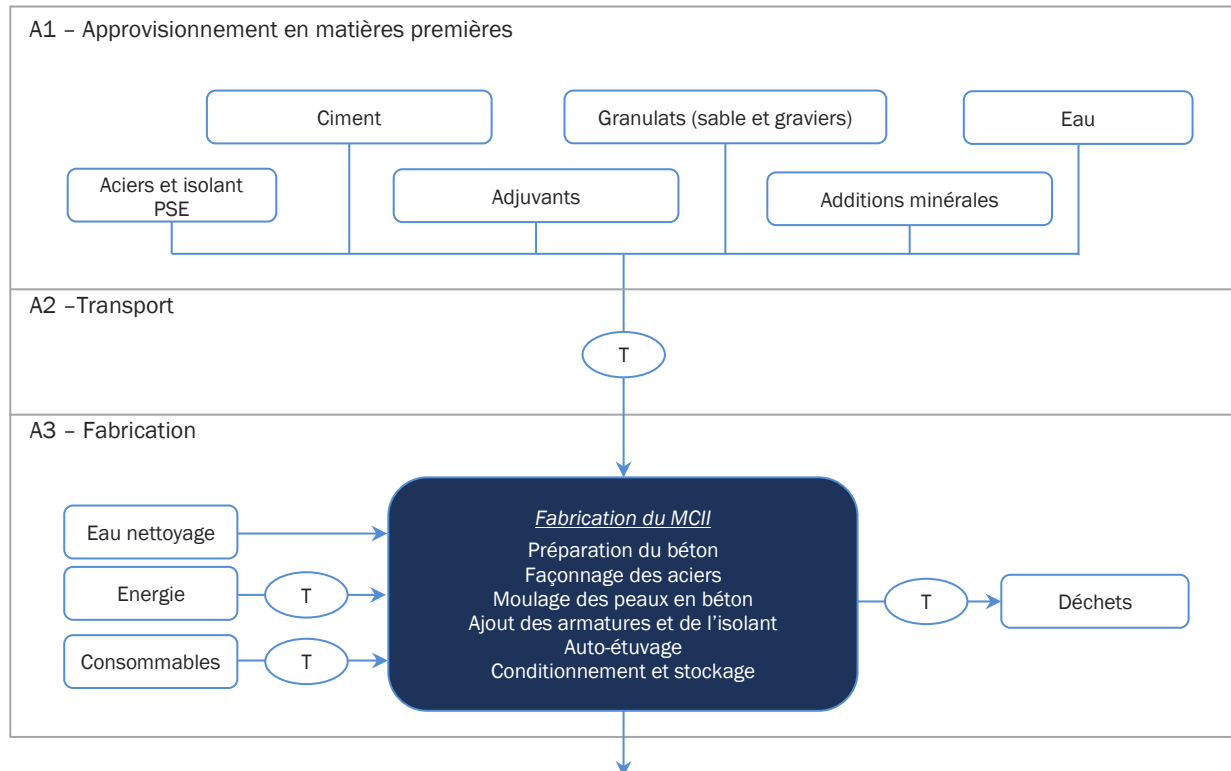 A1 – Approvisionnement en matières premières
Ciment
Granulats (sable et graviers)
Eau
Aciers et isolant
PSE
Adjuvants
Additions minérales
A2 –Transport
T
A3 – Fabrication
Eau nettoyage
Energie
T
Consommables
T
Fabrication du MCII
Préparation du béton
Façonnage des aciers
Moulage des peaux en béton
Ajout des armatures et de l'isolant
Auto-étuvage
Conditionnement et stockage
T
Déchets